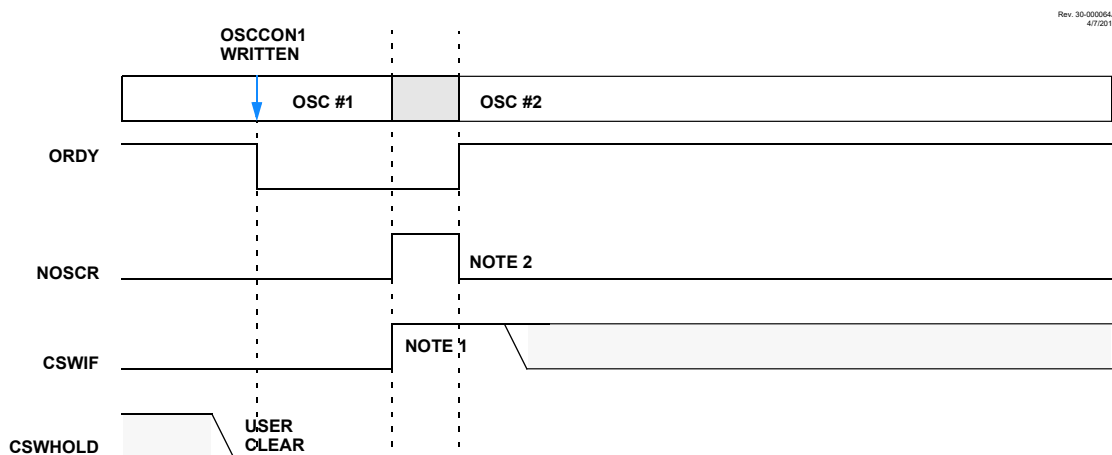 Rev. 30-000064
4/7/201
OSCCON1
WRITTEN
OSC #1
OSC #2
ORDY
NOSCR
NOTE 2
CSWIF
NOTE 1
USER
CLEAR
CSWHOLD